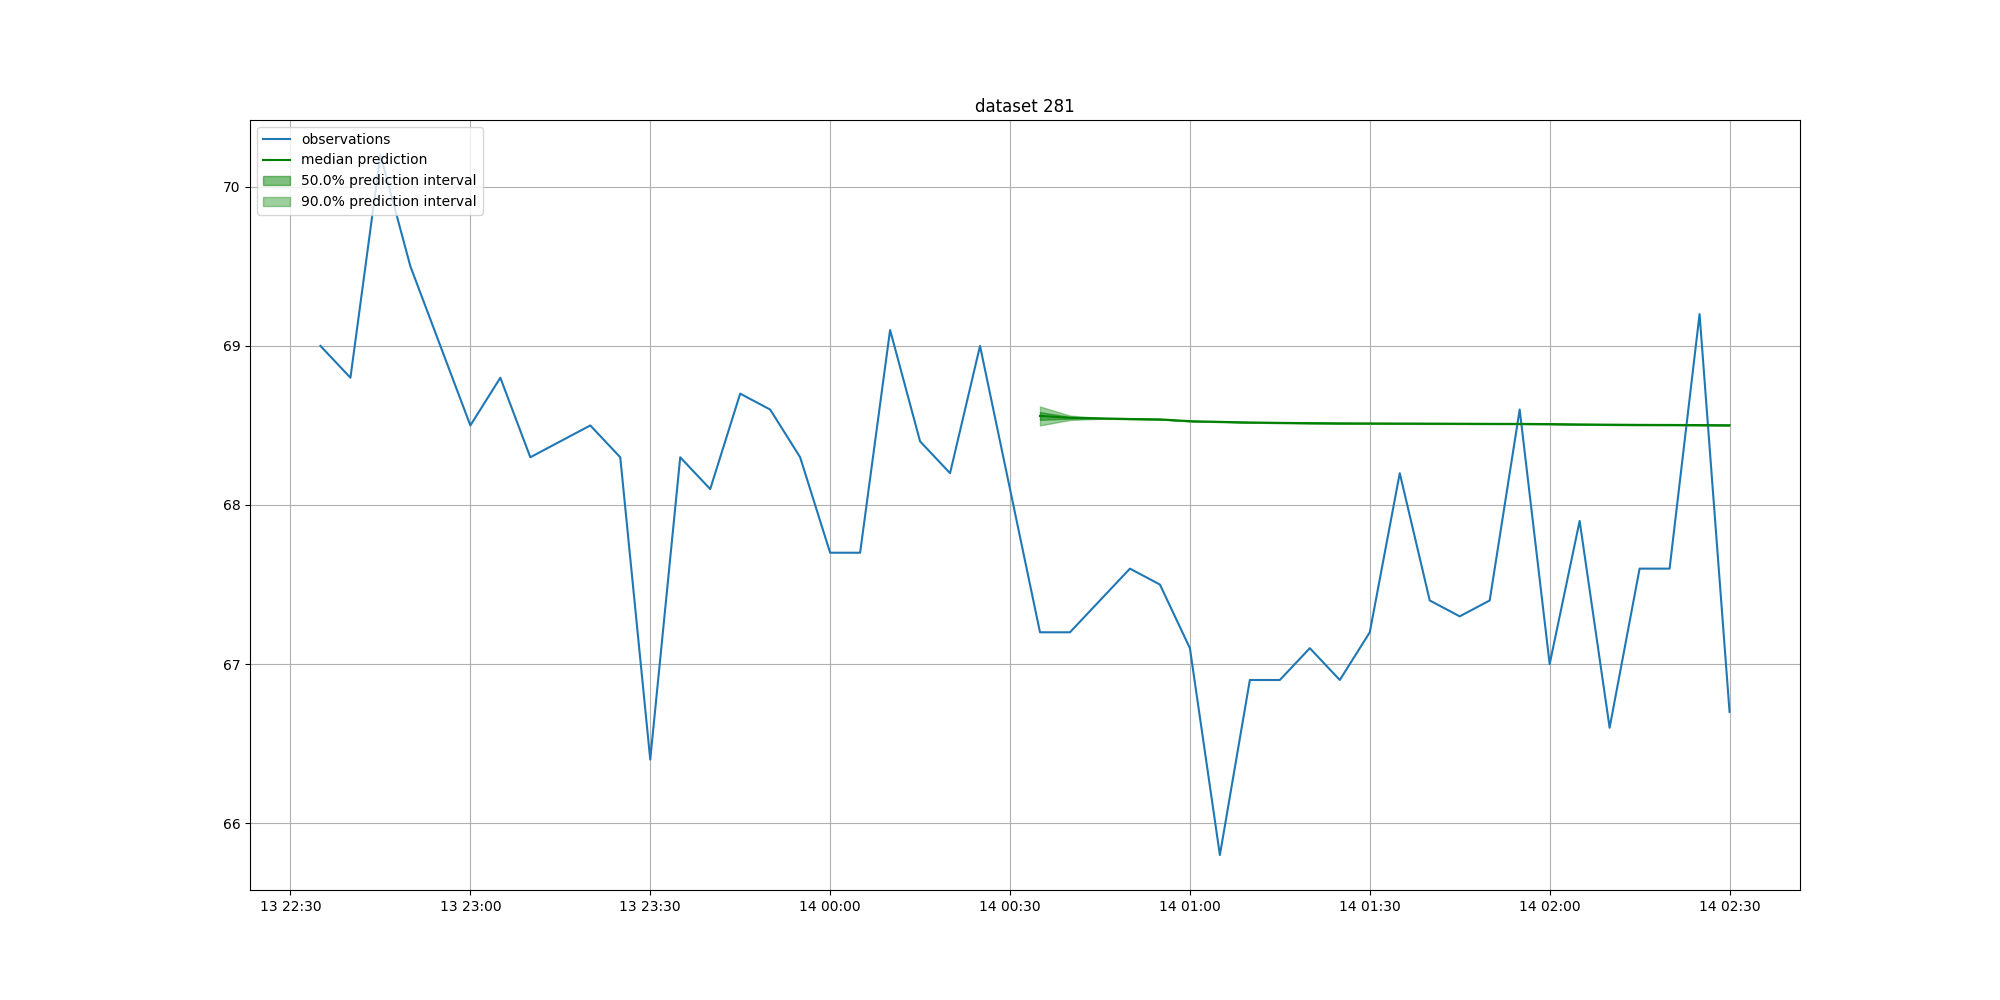 dataset 281
observations
median prediction
50.0% prediction interval
90.0% prediction interval
70
69
68
67
66
13 22:30
13 23:00
13 23:30
14 00:00
14 00:30
14 01:00
14 01:30
14 02:00
14 02:30